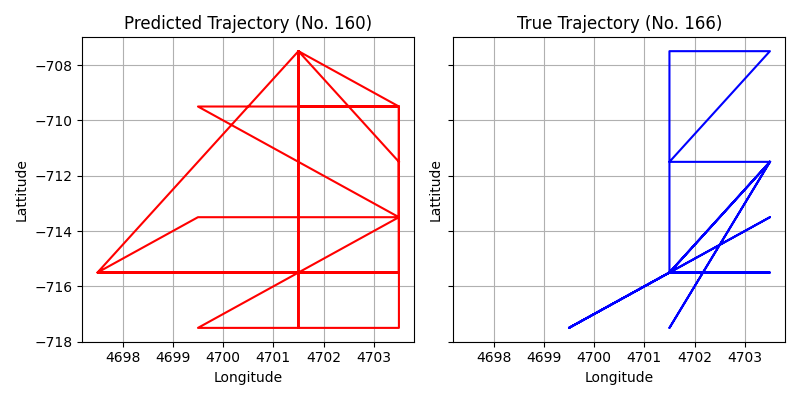 Predicted Trajectory (No. 160)
True Trajectory (No. 166)
−708
−710
−712
−714
−716
−718
Lattitude
Lattitude
4698 4699 4700 4701 4702 4703
4698 4699 4700 4701 4702 4703
Longitude
Longitude